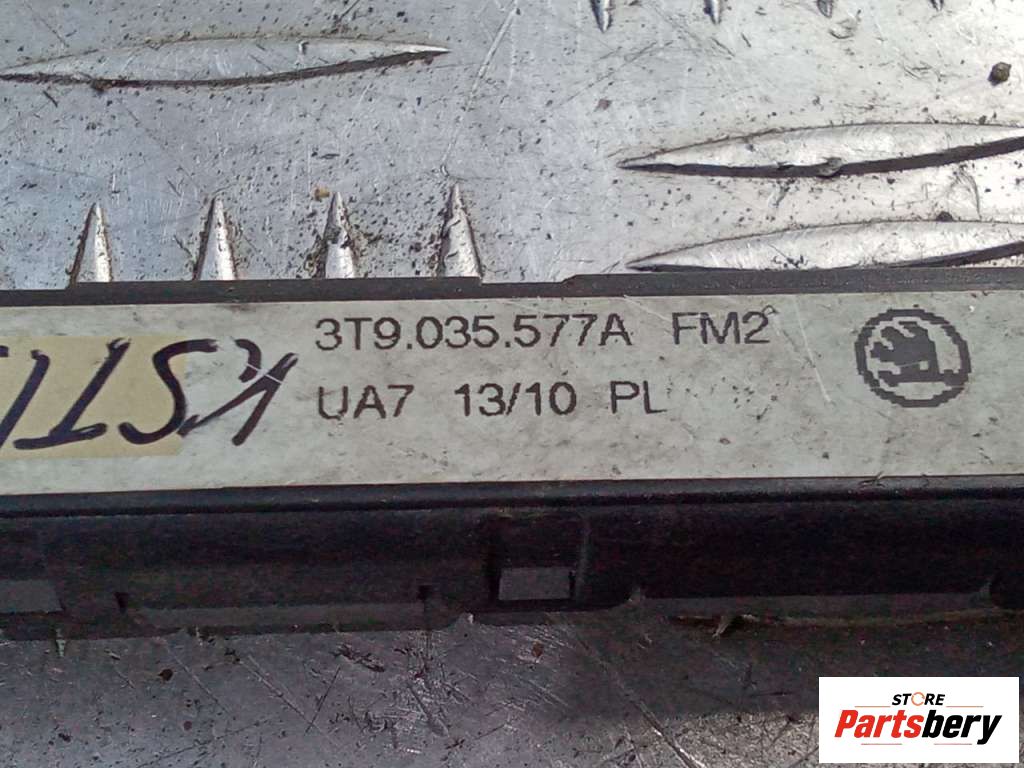 3T9.035.577A FM2
UA7 13/10 PL
STORE
Partsbery